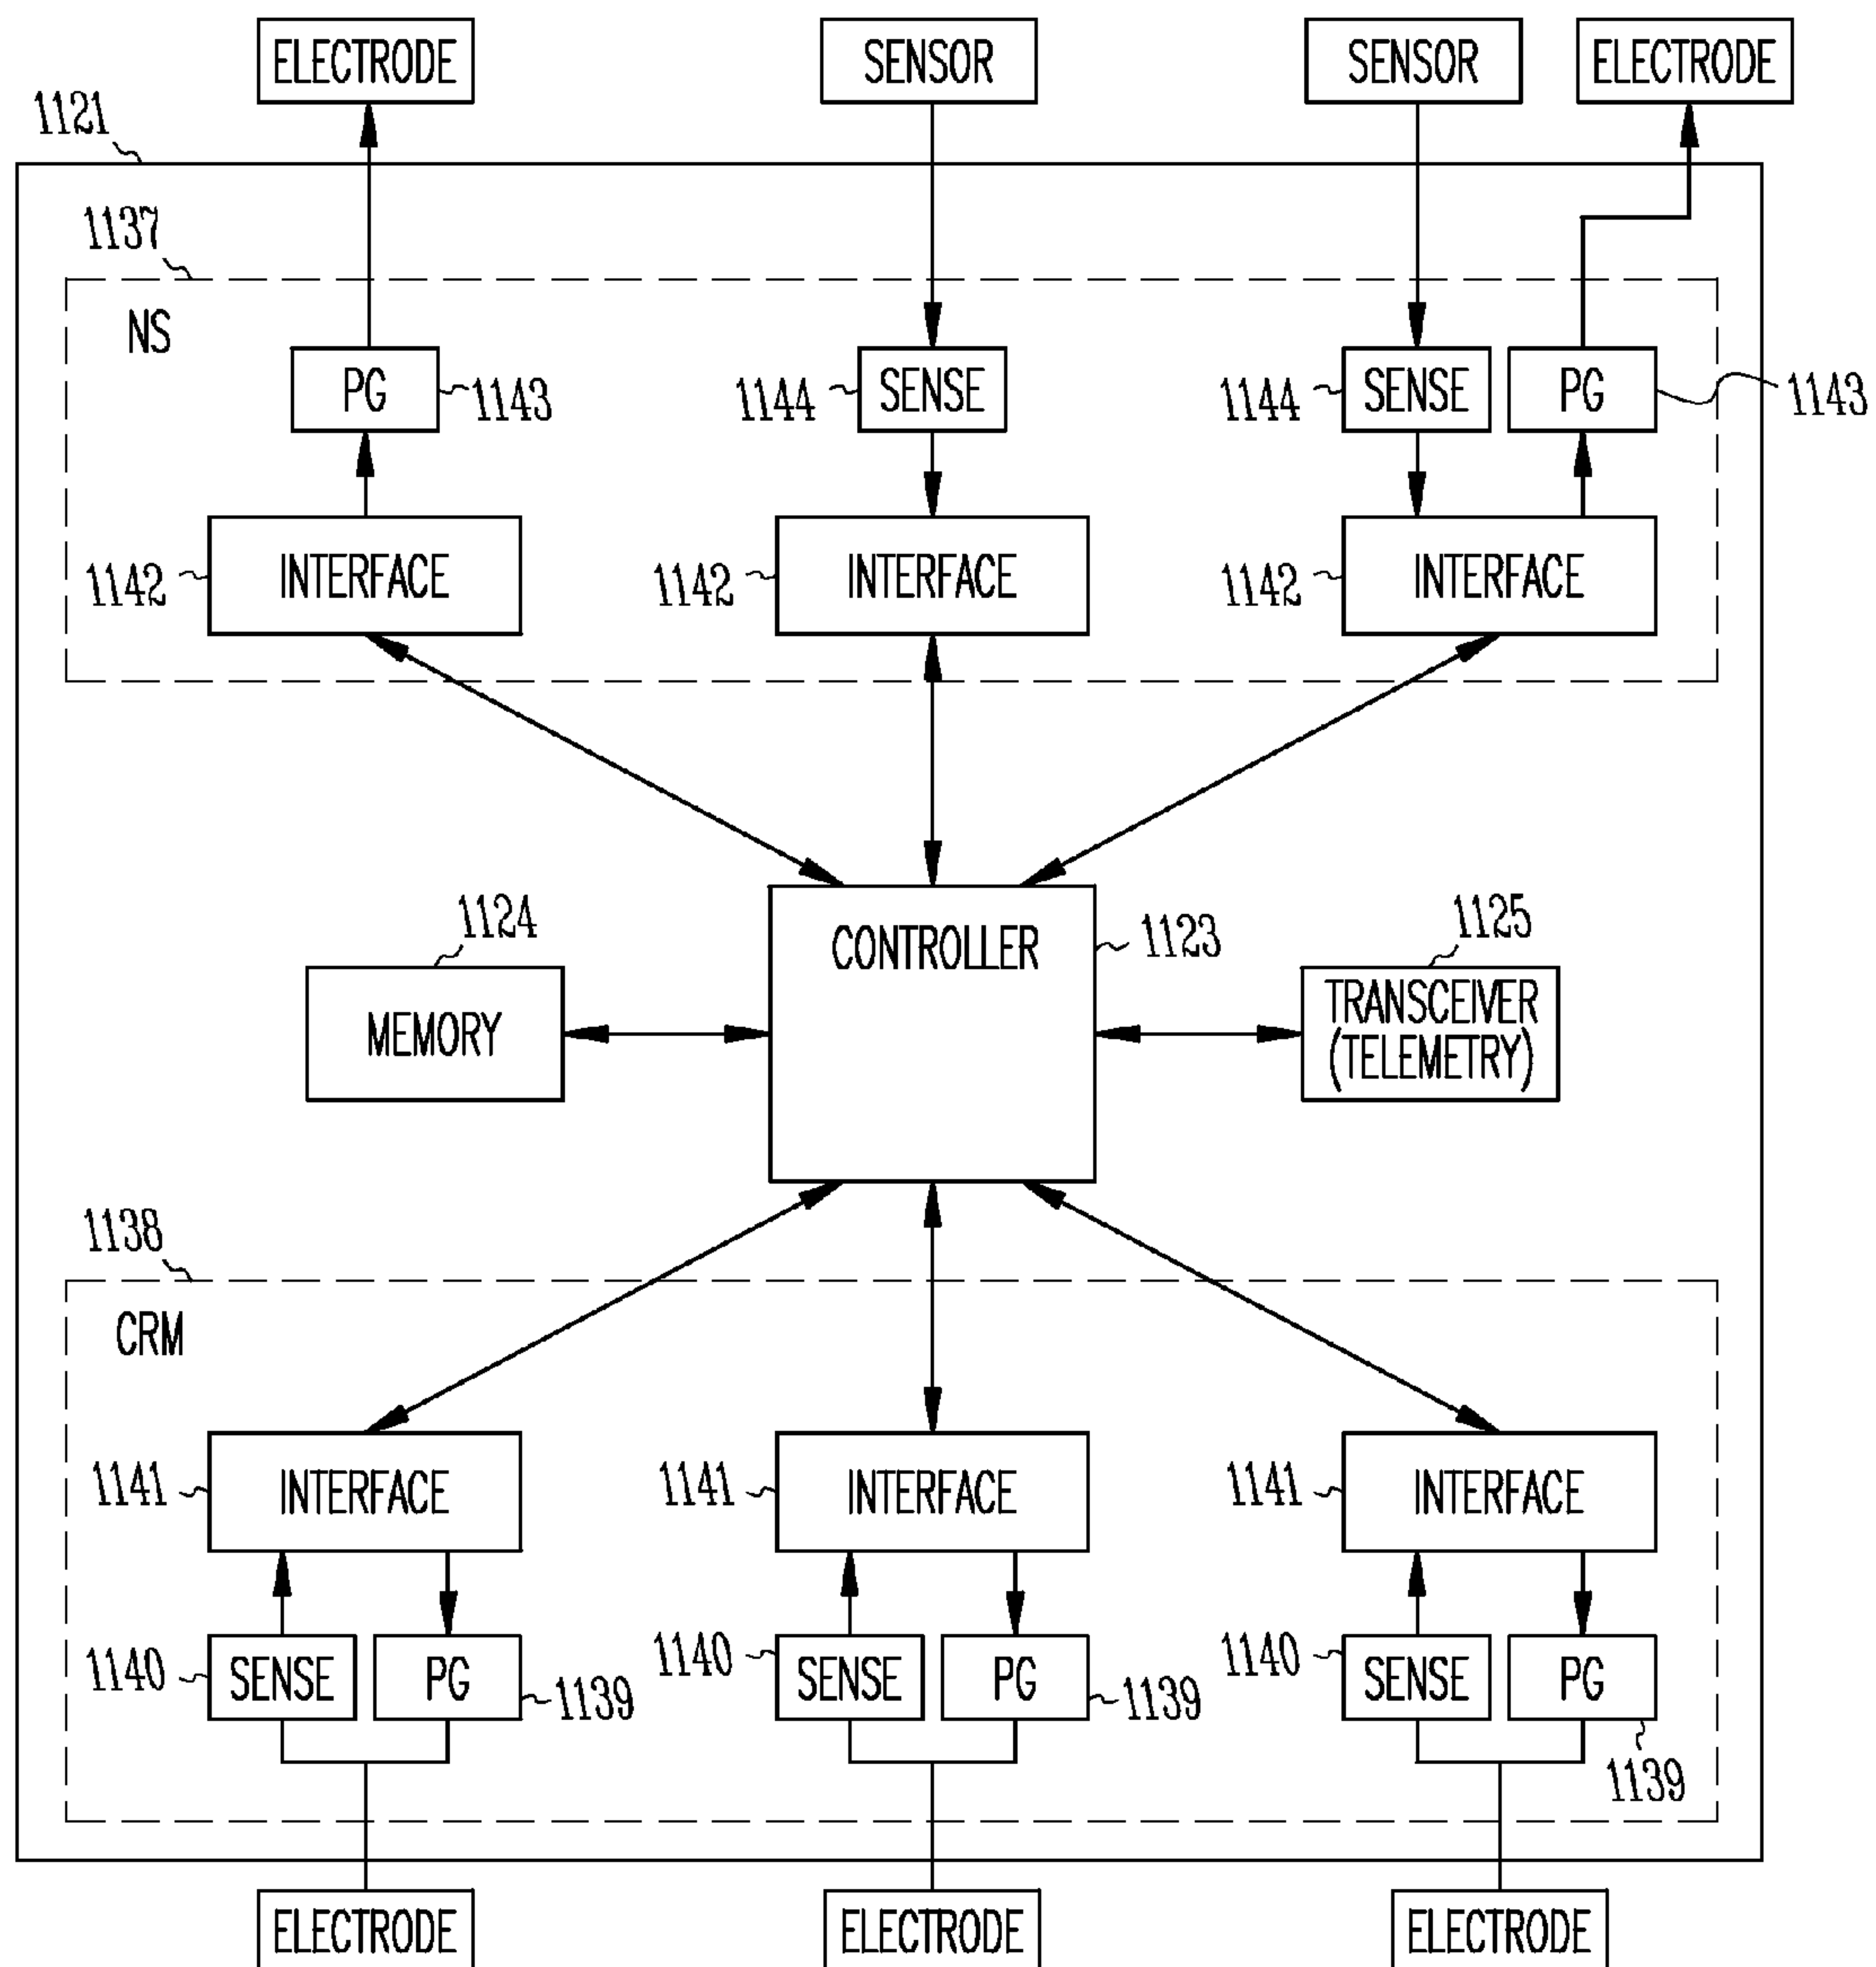 ELECTRODE
SENSOR
SENSOR
ELECTRODE
1121
1137
NS
PG
1143
1144
SENSE
1144
SENSE
PG
1143
1142
INTERFACE
1142
INTERFACE
1142
INTERFACE
1124
MEMORY
CONTROLLER
1123
1125
TRANSCEIVER
(TELEMETRY)
1138
CRM
1141
INTERFACE
1141
INTERFACE
1141
INTERFACE
1140
SENSE
PG
1139
1140
SENSE
PG
1139
1140
SENSE
PG
1139
ELECTRODE
ELECTRODE
ELECTRODE